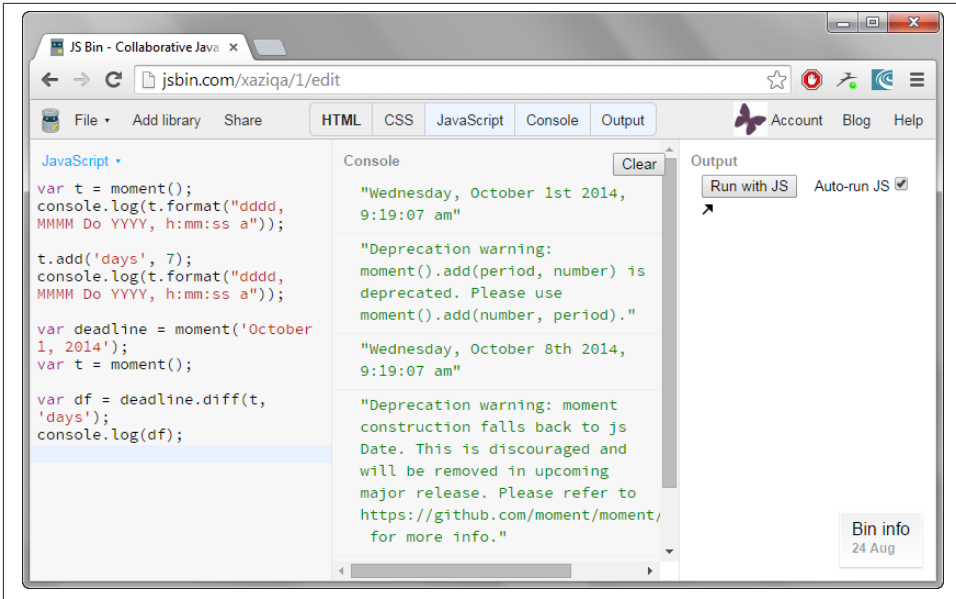 JS Bin - Collaborative Java
jsbin.com/xaziqa/1/edit
File
Add library
Share
HTML
CSS
JavaScript
Console
Output
Account
Blog
Help
JavaScript
var t = moment();
console.log(t.format("dddd,
MMMM Do YYYY, h:mm:ss a"));
t.add('days', 7);
console.log(t.format("dddd,
MMMM Do YYYY, h:mm:ss a"));
var deadline = moment('October
1, 2014');
var t = moment();
var df = deadline.diff(t,
'days');
console.log(df);
Console
Clear
"Wednesday, October 1st 2014,
9:19:07 am"
"Deprecation warning:
moment().add(period, number) is
deprecated. Please use
moment().add(number, period)."
"Wednesday, October 8th 2014,
9:19:07 am"
"Deprecation warning: moment
construction falls back to js
Date. This is discouraged and
will be removed in upcoming
major release. Please refer to
https://github.com/moment/moment/
for more info."
Output
Run with JS
Auto-run JS
Bin info
24 Aug